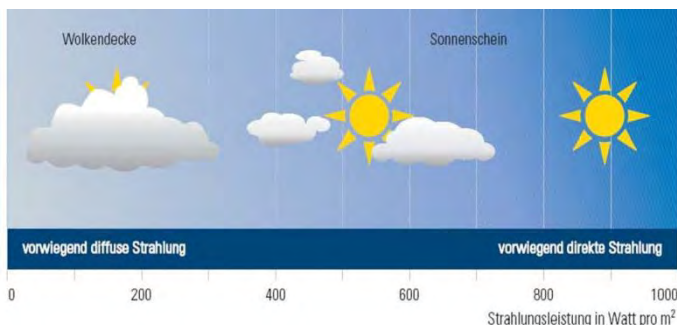 Wolkendecke
Sonnenschein
vorwiegend diffuse Strahlung
vorwiegend direkte Strahlung
0 200 400 600 800 1000
Strahlungsleistung in Watt pro m²